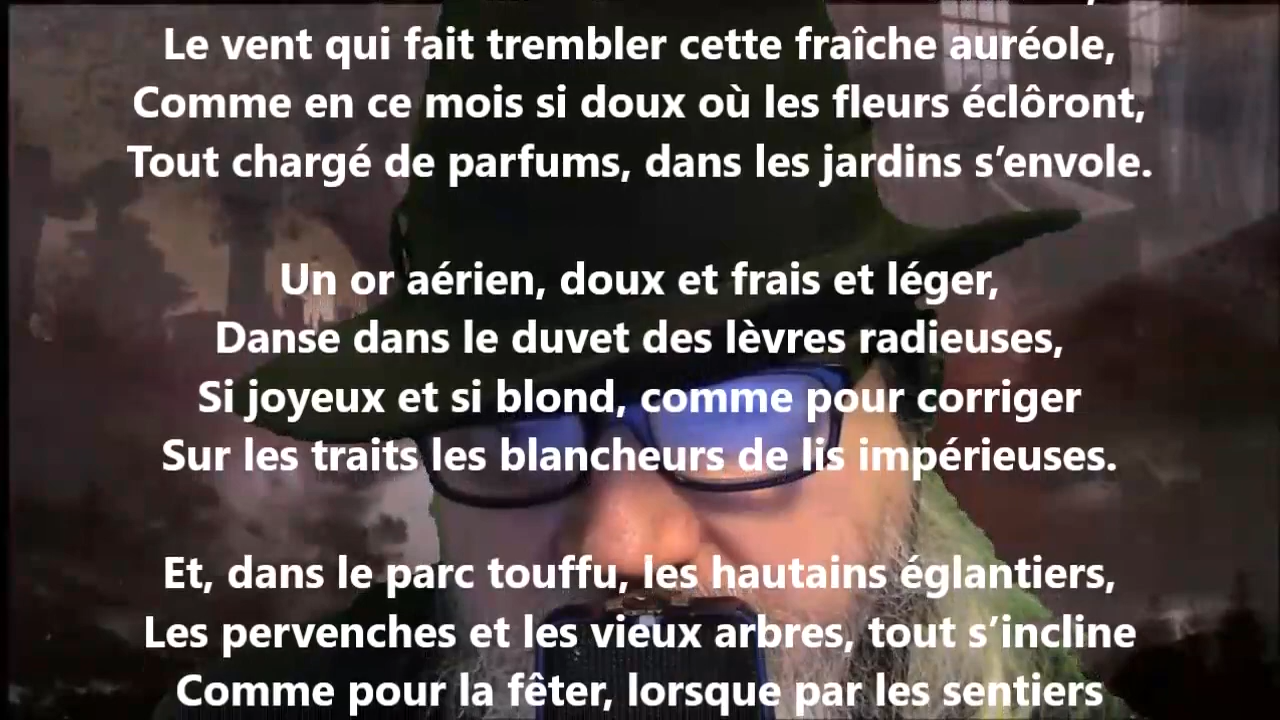 Le vent qui fait trembler cette fraîche auréole,
Comme en ce mois si doux où les fleurs éclôront,
Tout chargé de parfums, dans les jardins s’envole.
Un or aérien, doux et frais et léger,
Danse dans le duvet des lèvres radieuses,
Si joyeux et si blond, comme pour corriger
Sur les traits les blancheurs de lis impérieuses.
Et, dans le parc touffu, les hautains églantiers,
Les pervenches et les vieux arbres, tout s’incline
Comme pour la fêter, lorsque par les sentiers